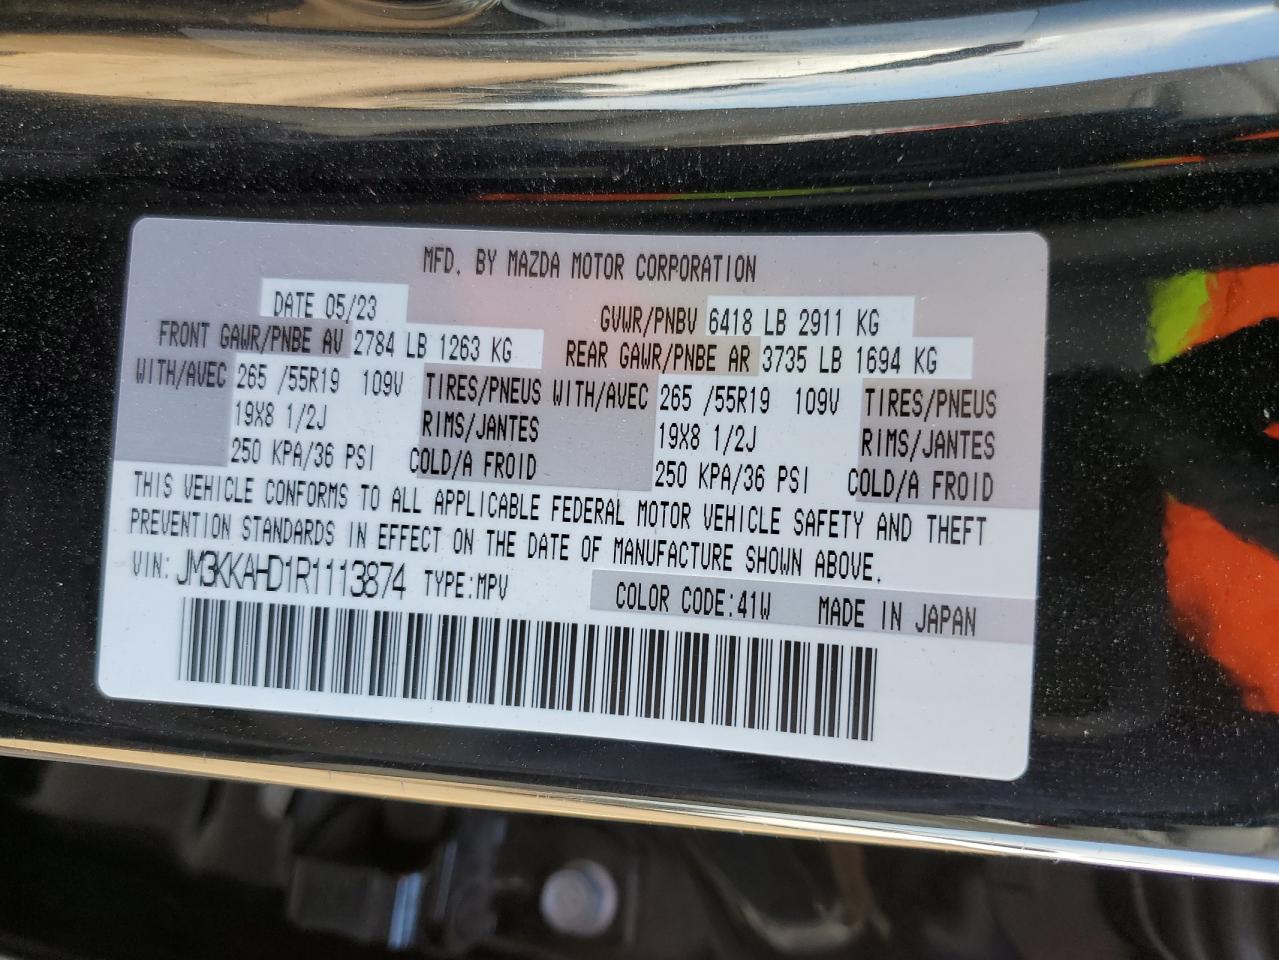 MFD. BY MAZDA MOTOR CORPORATION
DATE 05/23 GVWR/PNBV 6418 LB 2911 KG
FRONT GAWR/PNBE AV 2784 LB 1263 KG REAR GAWR/PNBE AR 3735 LB 1694 KG
WITH/AVEC 265 /55R19 109V TIRES/PNEUS WITH/AVEC 265 /55R19 109V TIRES/PNEUS
19X8 1/2J RIMS/JANTES 19X8 1/2J RIMS/JANTES
250 KPA/36 PSI COLD/A FROID 250 KPA/36 PSI COLD/A FROID
THIS VEHICLE CONFORMS TO ALL APPLICABLE FEDERAL MOTOR VEHICLE SAFETY AND THEFT
PREVENTION STANDARDS IN EFFECT ON THE DATE OF MANUFACTURE SHOWN ABOVE.
VIN: JM3KKAHD1R1113874 TYPE:MPV COLOR CODE:41W MADE IN JAPAN